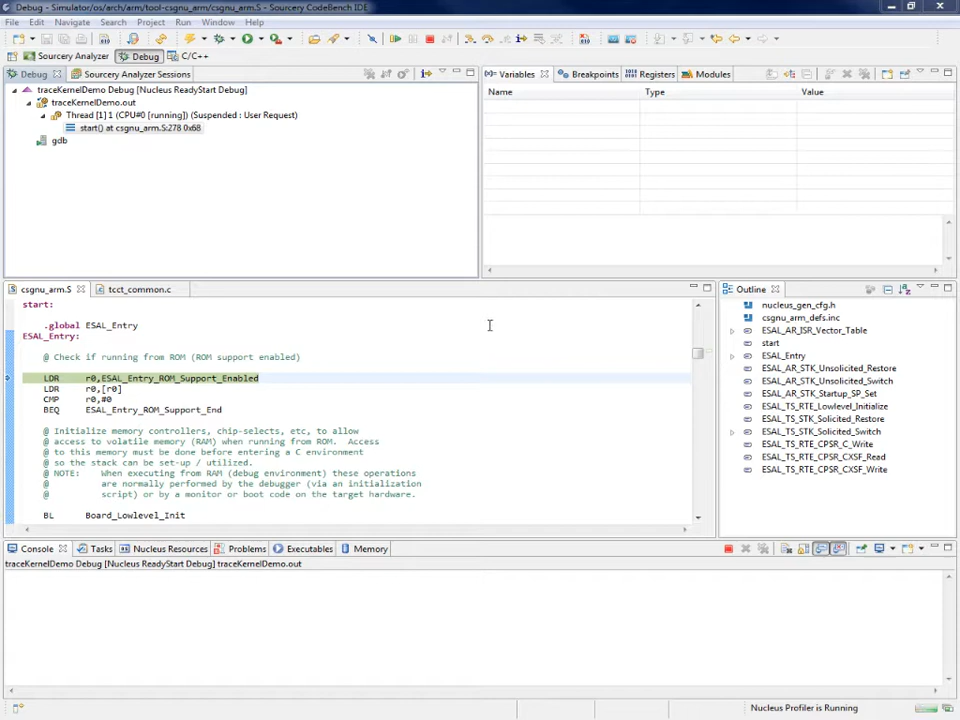 Debug - Simulator/os/arch/arm/tool-csgnu_arm/csgnu_arm.S - Sourcery CodeBench IDE
File Edit Navigate Search Project Run Window Help
Sourcery Analyzer Debug C/C++
Debug Sourcery Analyzer Sessions
traceKernelDemo Debug [Nucleus ReadyStart Debug]
traceKernelDemo.out
Thread [1] 1 (CPU#0 [running]) (Suspended : User Request)
start() at csgnu_arm.S:278 0x68
gdb
Variables Breakpoints Registers Modules
Name Type Value
csgnu_arm.S tcct_common.c
start:
.global ESAL_Entry
ESAL_Entry:
@ Check if running from ROM (ROM support enabled)
LDR r0,ESAL_Entry_ROM_Support_Enabled
LDR r0,[r0]
CMP r0,#0
BEQ ESAL_Entry_ROM_Support_End
@ Initialize memory controllers, chip-selects, etc, to allow
@ access to volatile memory (RAM) when running from ROM. Access
@ to this memory must be done before entering a C environment
@ so the stack can be set-up / utilized.
@ NOTE: When executing from RAM (debug environment) these operations
@ are normally performed by the debugger (via an initialization
@ script) or by a monitor or boot code on the target hardware.
BL Board_Lowlevel_Init
Outline
nucleus_gen_cfg.h
csgnu_arm_defs.inc
ESAL_AR_ISR_Vector_Table
start
ESAL_Entry
ESAL_AR_STK_Unsolicited_Restore
ESAL_AR_STK_Unsolicited_Switch
ESAL_AR_STK_Startup_SP_Set
ESAL_TS_RTE_Lowlevel_Initialize
ESAL_TS_STK_Solicited_Restore
ESAL_TS_STK_Solicited_Switch
ESAL_TS_RTE_CPSR_C_Write
ESAL_TS_RTE_CPSR_CXSF_Read
ESAL_TS_RTE_CPSR_CXSF_Write
Console Tasks Nucleus Resources Problems Executables Memory
traceKernelDemo Debug [Nucleus ReadyStart Debug] traceKernelDemo.out
Nucleus Profiler is Running